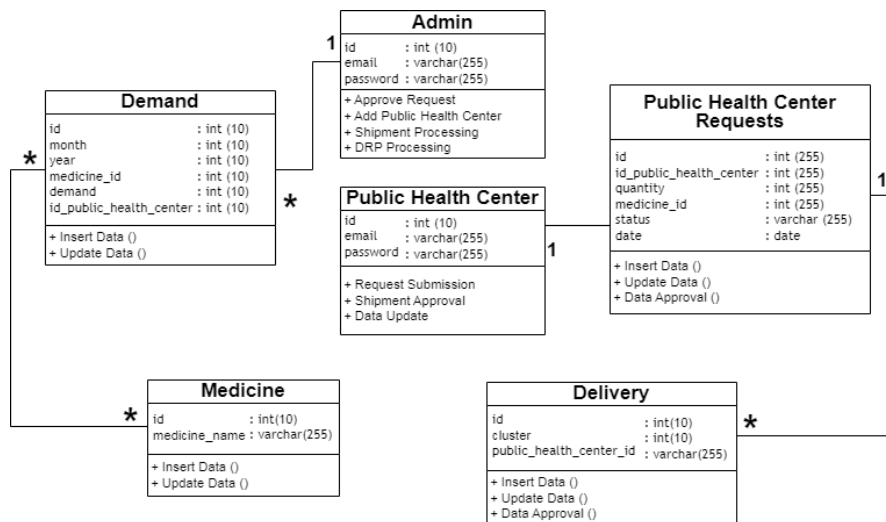 Admin
id : int (10)
email : varchar(255)
password : varchar(255)
+ Approve Request
+ Add Public Health Center
+ Shipment Processing
+ DRP Processing
1
Demand
id : int (10)
month : int (10)
year : int (10)
medicine_id : int (10)
demand : int (10)
id_public_health_center : int (10)
+ Insert Data ()
+ Update Data ()
*
*
Public Health Center
id : int (10)
email : varchar(255)
password : varchar(255)
+ Request Submission
+ Shipment Approval
+ Data Update
1
Public Health Center
Requests
id : int (255)
id_public_health_center : int (255)
quantity : int (255)
medicine_id : int (255)
status : varchar (255)
date : date
+ Insert Data ()
+ Update Data ()
+ Data Approval ()
1
Medicine
id : int(10)
medicine_name : varchar(255)
+ Insert Data ()
+ Update Data ()
*
Delivery
id : int(10)
cluster : int(10)
public_health_center_id : varchar(255)
+ Insert Data ()
+ Update Data ()
+ Data Approval ()
*